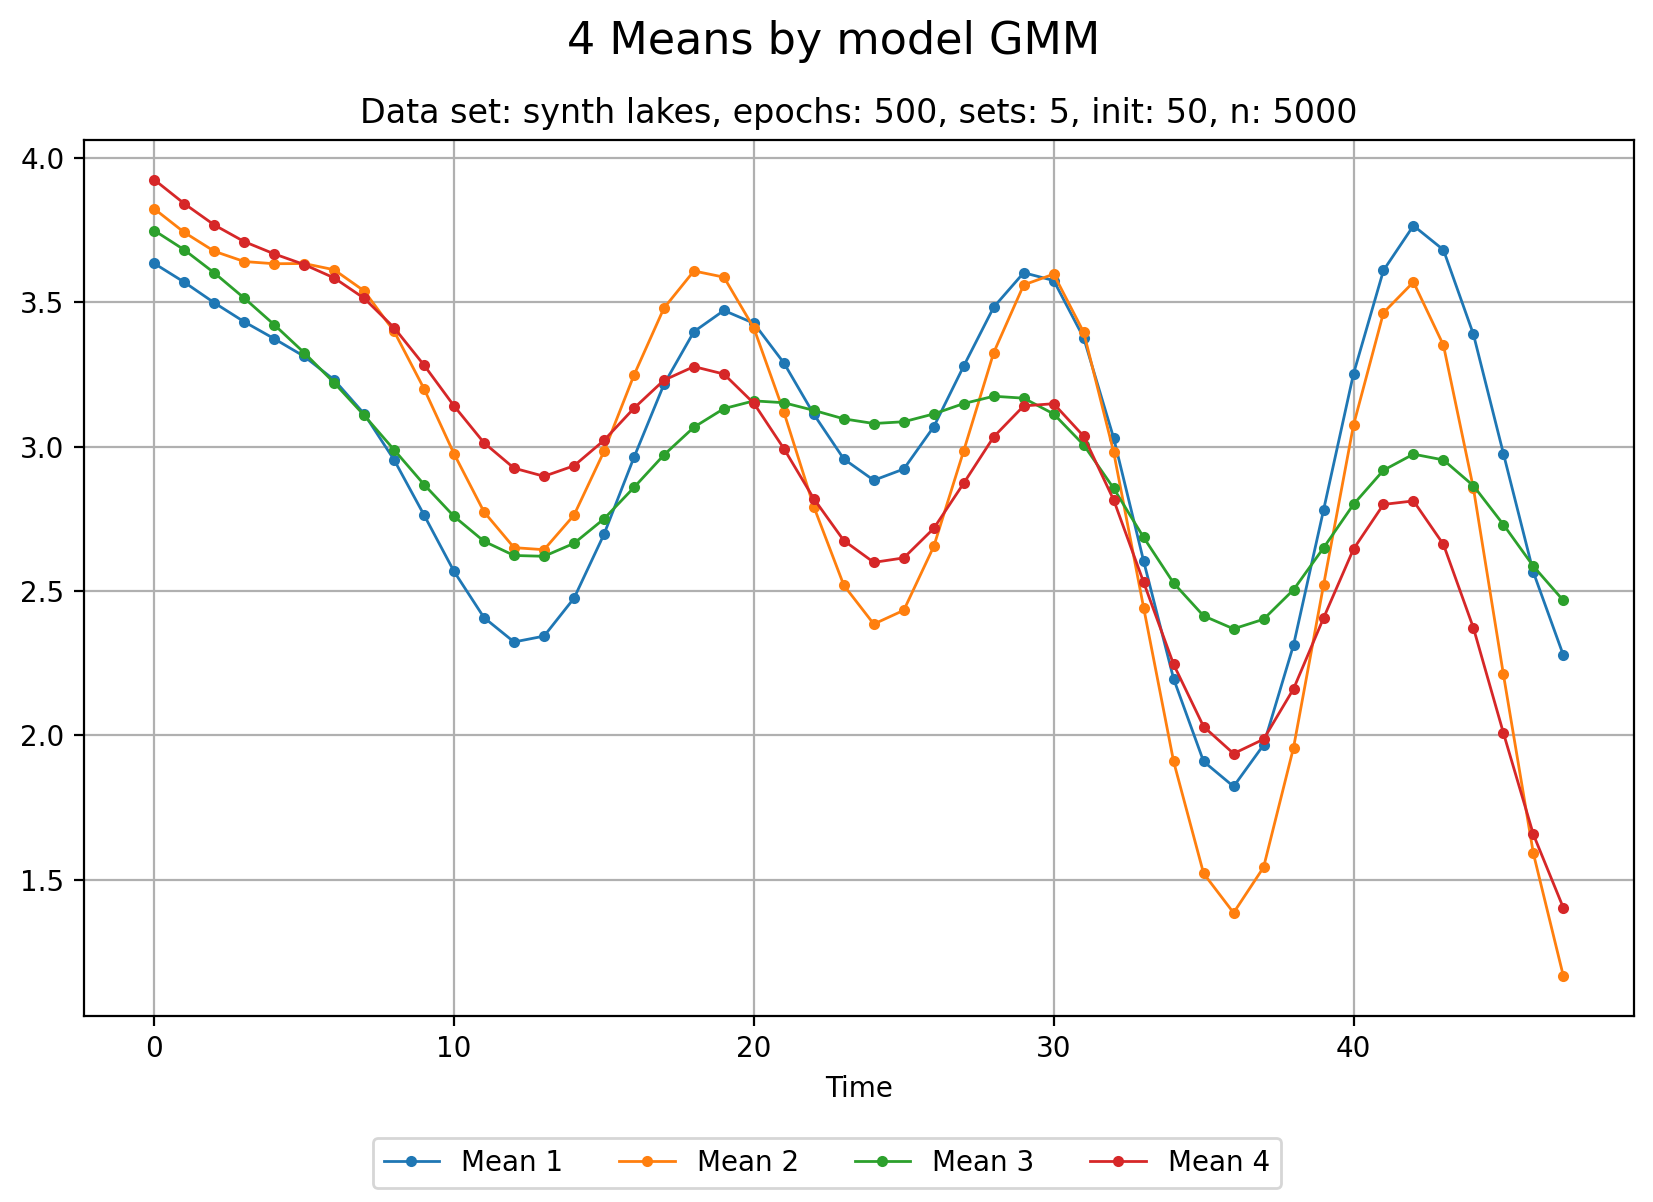 4 Means by model GMM
Data set: synth lakes, epochs: 500, sets: 5, init: 50, n: 5000
4.0
3.5
3.0
2.5
2.0
1.5
0 10 20 30 40
Time
Mean 1 Mean 2 Mean 3 Mean 4